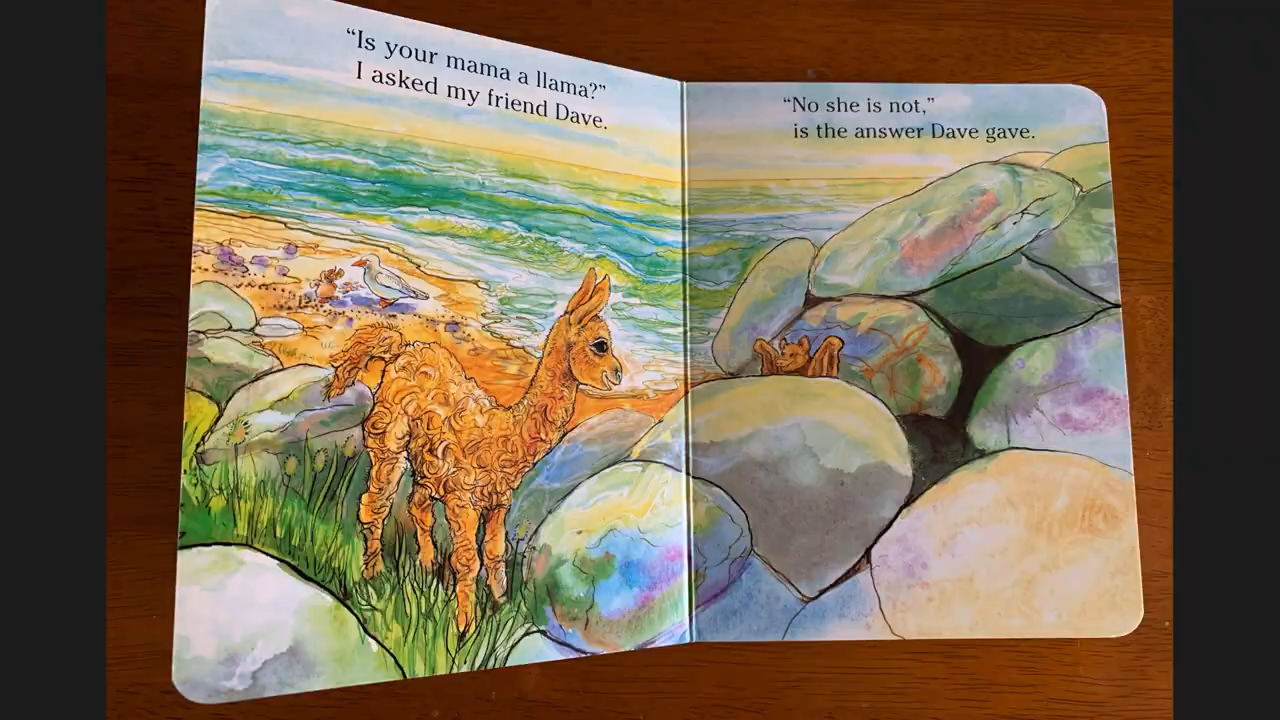 “Is your mama a llama?”
I asked my friend Dave.
“No she is not,”
is the answer Dave gave.